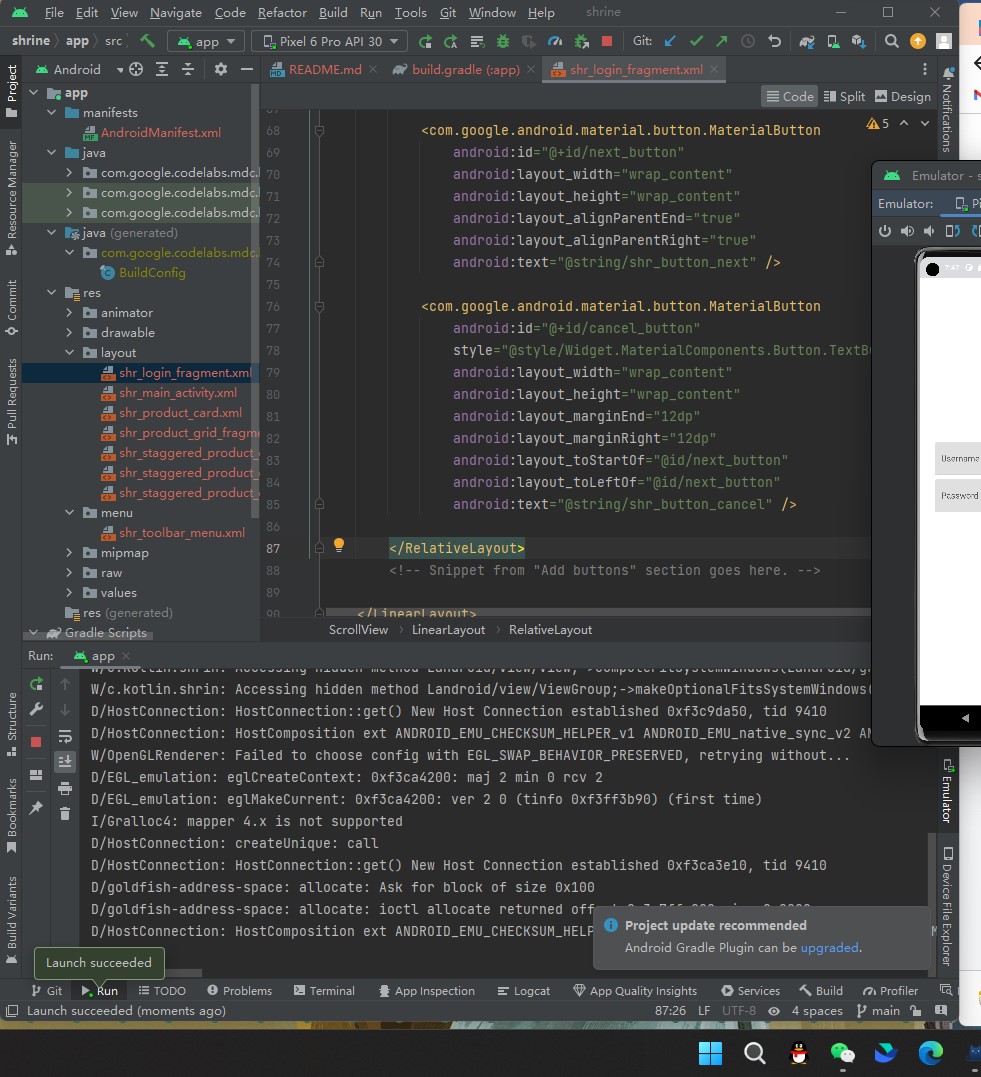 File Edit View Navigate Code Refactor Build Run Tools Git Window Help shrine
shrine app src app Pixel 6 Pro API 30 Git:
Android README.md build.gradle (:app) shr_login_fragment.xml
Code Split Design
Project
Resource Manager
Commit
Pull Requests
Structure
Bookmarks
Build Variants
app
manifests
AndroidManifest.xml
java
com.google.codelabs.mdc.
com.google.codelabs.mdc.
com.google.codelabs.mdc.
java (generated)
com.google.codelabs.mdc.
BuildConfig
res
animator
drawable
layout
shr_login_fragment.xml
shr_main_activity.xml
shr_product_card.xml
shr_product_grid_fragme
shr_staggered_product_
shr_staggered_product_
shr_staggered_product_
menu
shr_toolbar_menu.xml
mipmap
raw
values
res (generated)
Gradle Scripts
68 <com.google.android.material.button.MaterialButton
5
69 android:id="@+id/next_button"
70 android:layout_width="wrap_content"
71 android:layout_height="wrap_content"
72 android:layout_alignParentEnd="true"
73 android:layout_alignParentRight="true"
74 android:text="@string/shr_button_next" />
75
76 <com.google.android.material.button.MaterialButton
77 android:id="@+id/cancel_button"
78 style="@style/Widget.MaterialComponents.Button.TextBu
79 android:layout_width="wrap_content"
80 android:layout_height="wrap_content"
81 android:layout_marginEnd="12dp"
82 android:layout_marginRight="12dp"
83 android:layout_toStartOf="@id/next_button"
84 android:layout_toLeftOf="@id/next_button"
85 android:text="@string/shr_button_cancel" />
86
87 </RelativeLayout>
88 <!-- Snippet from "Add buttons" section goes here. -->
89
90 </LinearLayout>
ScrollView LinearLayout RelativeLayout
Notifications
Emulator - s
Emulator: Pi
Username
Password
Emulator
Device File Explorer
Run: app
W/c.kotlin.shrin: Accessing hidden method Landroid/view/View;->computeFitSystemWindows(Landroid/gr
W/c.kotlin.shrin: Accessing hidden method Landroid/view/ViewGroup;->makeOptionalFitsSystemWindows(
D/HostConnection: HostConnection::get() New Host Connection established 0xf3c9da50, tid 9410
D/HostConnection: HostComposition ext ANDROID_EMU_CHECKSUM_HELPER_v1 ANDROID_EMU_native_sync_v2 AN
W/OpenGLRenderer: Failed to choose config with EGL_SWAP_BEHAVIOR_PRESERVED, retrying without...
D/EGL_emulation: eglCreateContext: 0xf3ca4200: maj 2 min 0 rcv 2
D/EGL_emulation: eglMakeCurrent: 0xf3ca4200: ver 2 0 (tinfo 0xf3ff3b90) (first time)
I/Gralloc4: mapper 4.x is not supported
D/HostConnection: createUnique: call
D/HostConnection: HostConnection::get() New Host Connection established 0xf3ca3e10, tid 9410
D/goldfish-address-space: allocate: Ask for block of size 0x100
D/goldfish-address-space: allocate: ioctl allocate returned
D/HostConnection: HostComposition ext ANDROID_EMU_CHECKSUM_HELP
Project update recommended
Android Gradle Plugin can be upgraded.
Launch succeeded
Git Run TODO Problems Terminal App Inspection Logcat App Quality Insights Services Build Profiler
Launch succeeded (moments ago) 87:26 LF UTF-8 4 spaces main